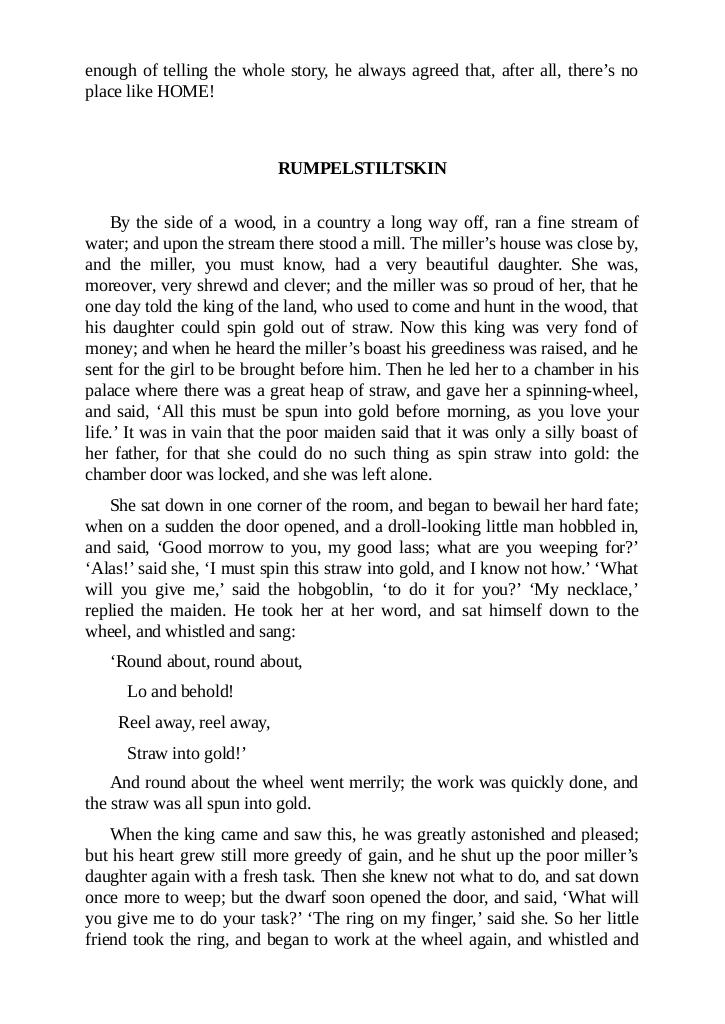 enough of telling the whole story, he always agreed that, after all, there’s no
place like HOME!
RUMPELSTILTSKIN
By the side of a wood, in a country a long way off, ran a fine stream of
water; and upon the stream there stood a mill. The miller’s house was close by,
and the miller, you must know, had a very beautiful daughter. She was,
moreover, very shrewd and clever; and the miller was so proud of her, that he
one day told the king of the land, who used to come and hunt in the wood, that
his daughter could spin gold out of straw. Now this king was very fond of
money; and when he heard the miller’s boast his greediness was raised, and he
sent for the girl to be brought before him. Then he led her to a chamber in his
palace where there was a great heap of straw, and gave her a spinning-wheel,
and said, ‘All this must be spun into gold before morning, as you love your
life.’ It was in vain that the poor maiden said that it was only a silly boast of
her father, for that she could do no such thing as spin straw into gold: the
chamber door was locked, and she was left alone.
She sat down in one corner of the room, and began to bewail her hard fate;
when on a sudden the door opened, and a droll-looking little man hobbled in,
and said, ‘Good morrow to you, my good lass; what are you weeping for?’
‘Alas!’ said she, ‘I must spin this straw into gold, and I know not how.’ ‘What
will you give me,’ said the hobgoblin, ‘to do it for you?’ ‘My necklace,’
replied the maiden. He took her at her word, and sat himself down to the
wheel, and whistled and sang:
‘Round about, round about,
Lo and behold!
Reel away, reel away,
Straw into gold!’
And round about the wheel went merrily; the work was quickly done, and
the straw was all spun into gold.
When the king came and saw this, he was greatly astonished and pleased;
but his heart grew still more greedy of gain, and he shut up the poor miller’s
daughter again with a fresh task. Then she knew not what to do, and sat down
once more to weep; but the dwarf soon opened the door, and said, ‘What will
you give me to do your task?’ ‘The ring on my finger,’ said she. So her little
friend took the ring, and began to work at the wheel again, and whistled and